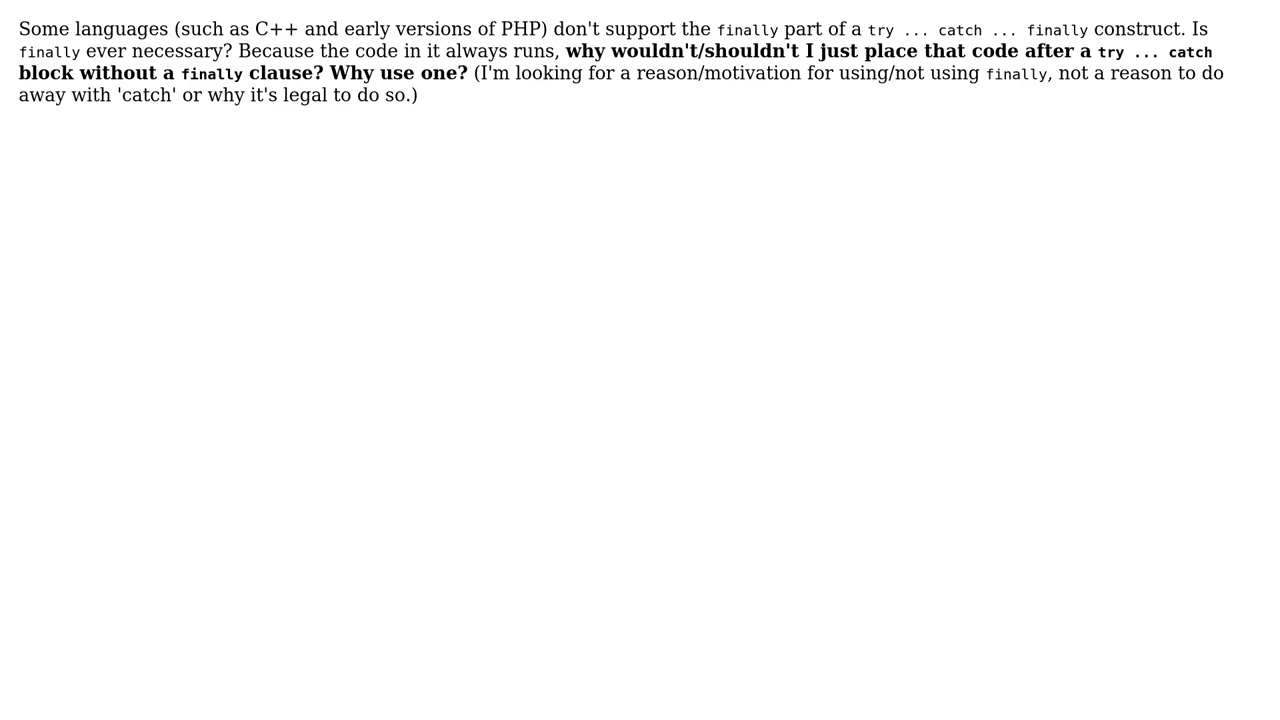 Some languages (such as C++ and early versions of PHP) don't support the finally part of a try ... catch ... finally construct. Is
finally ever necessary? Because the code in it always runs, why wouldn't/shouldn't I just place that code after a try ... catch
block without a finally clause? Why use one? (I'm looking for a reason/motivation for using/not using finally, not a reason to do
away with 'catch' or why it's legal to do so.)